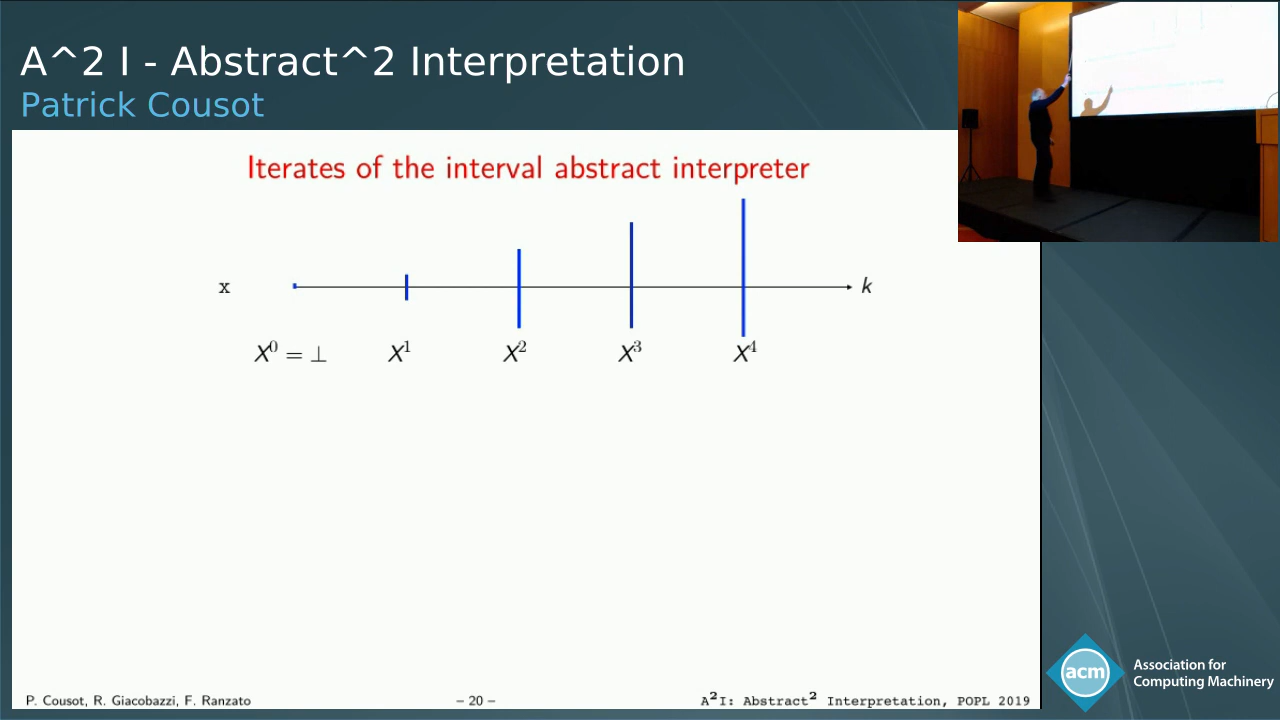 A^2 I - Abstract^2 Interpretation
Patrick Cousot
Iterates of the interval abstract interpreter
x
k
X⁰ = ⊥ X¹ X² X³ X⁴
P. Cousot, R. Giacobazzi, F. Ranzato – 20 – A²I: Abstract² Interpretation, POPL 2019
acm Association for
Computing Machinery